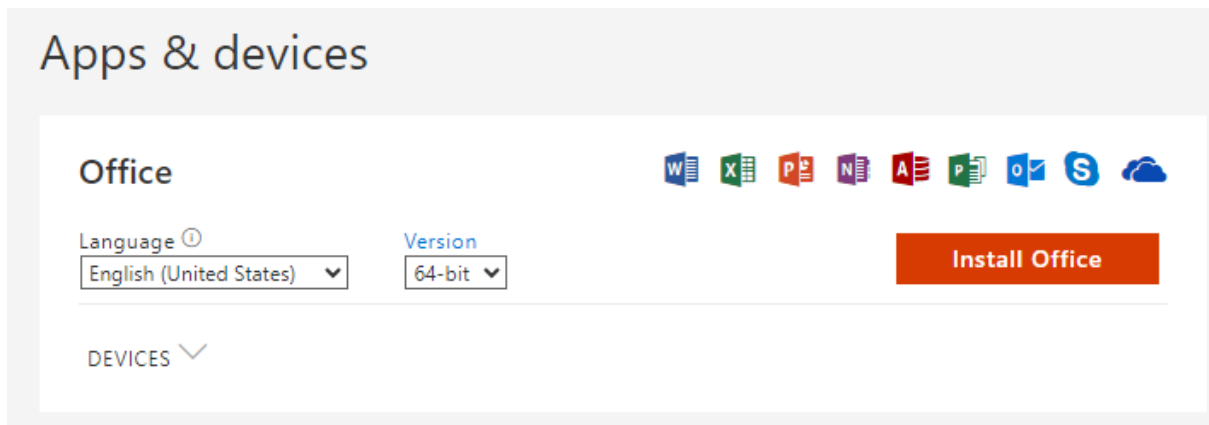 Apps & devices
Office
W X P N A P O S
Language
Version
English (United States)
64-bit
Install Office
DEVICES